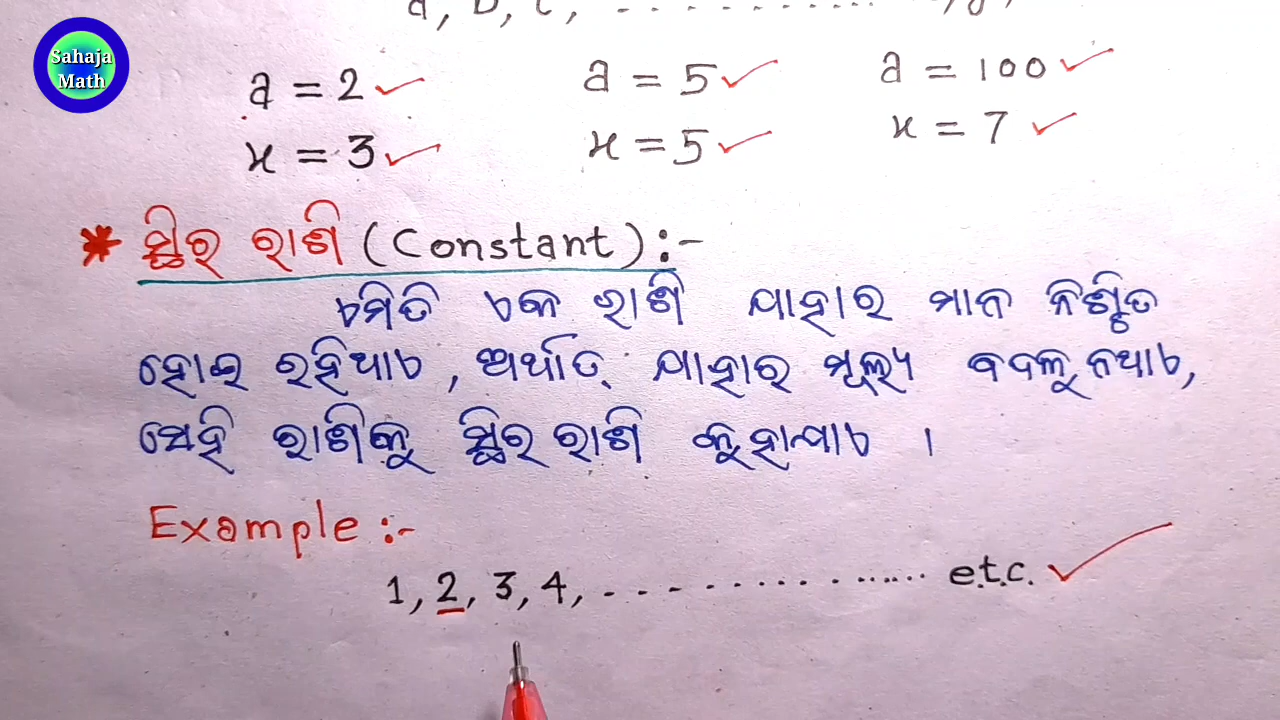 Sahaja
Math
a, b, c, - - - - - - - - - - -
a = 2 ✓ a = 5 ✓ a = 100 ✓
x = 3 ✓ x = 5 ✓ x = 7 ✓
* ସ୍ଥିର ରାଶି (Constant) :-
ଏମିତି ଏକ ରାଶି ଯାହାର ମାନ ନିଶ୍ଚିତ
ହୋଇ ରହିଥାଏ, ଅର୍ଥାତ୍ ଯାହାର ମୂଲ୍ୟ ବଦଳୁ ନଥାଏ,
ସେହି ରାଶିକୁ ସ୍ଥିର ରାଶି କୁହାଯାଏ ।
Example :-
1, 2, 3, 4, - - - - - - - - - ...... e.t.c. ✓